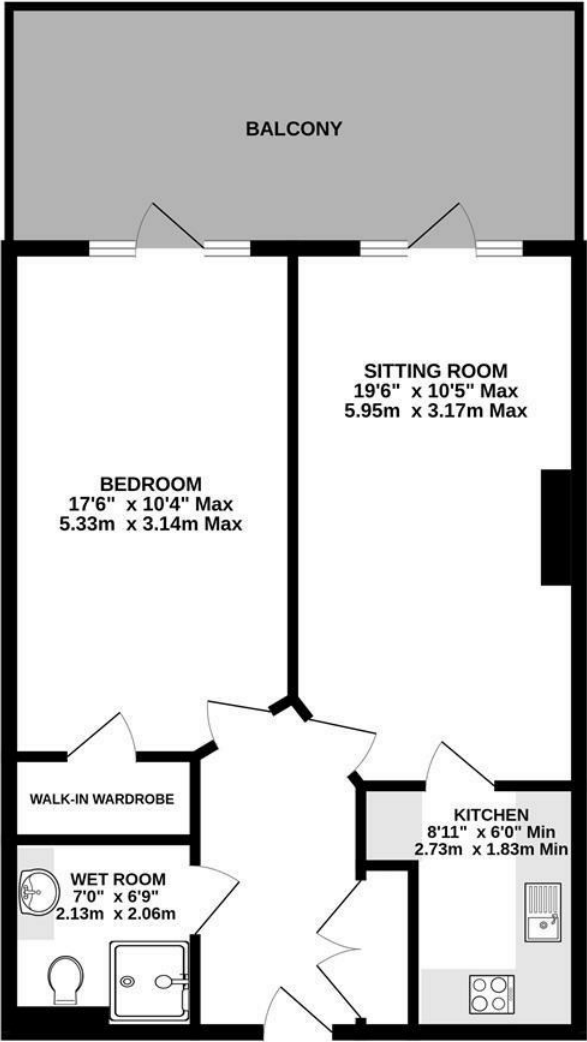 BALCONY
SITTING ROOM
19'6" x 10'5" Max
5.95m x 3.17m Max
BEDROOM
17'6" x 10'4" Max
5.33m x 3.14m Max
WALK-IN WARDROBE
KITCHEN
8'11" x 6'0" Min
2.73m x 1.83m Min
WET ROOM
7'0" x 6'9"
2.13m x 2.06m